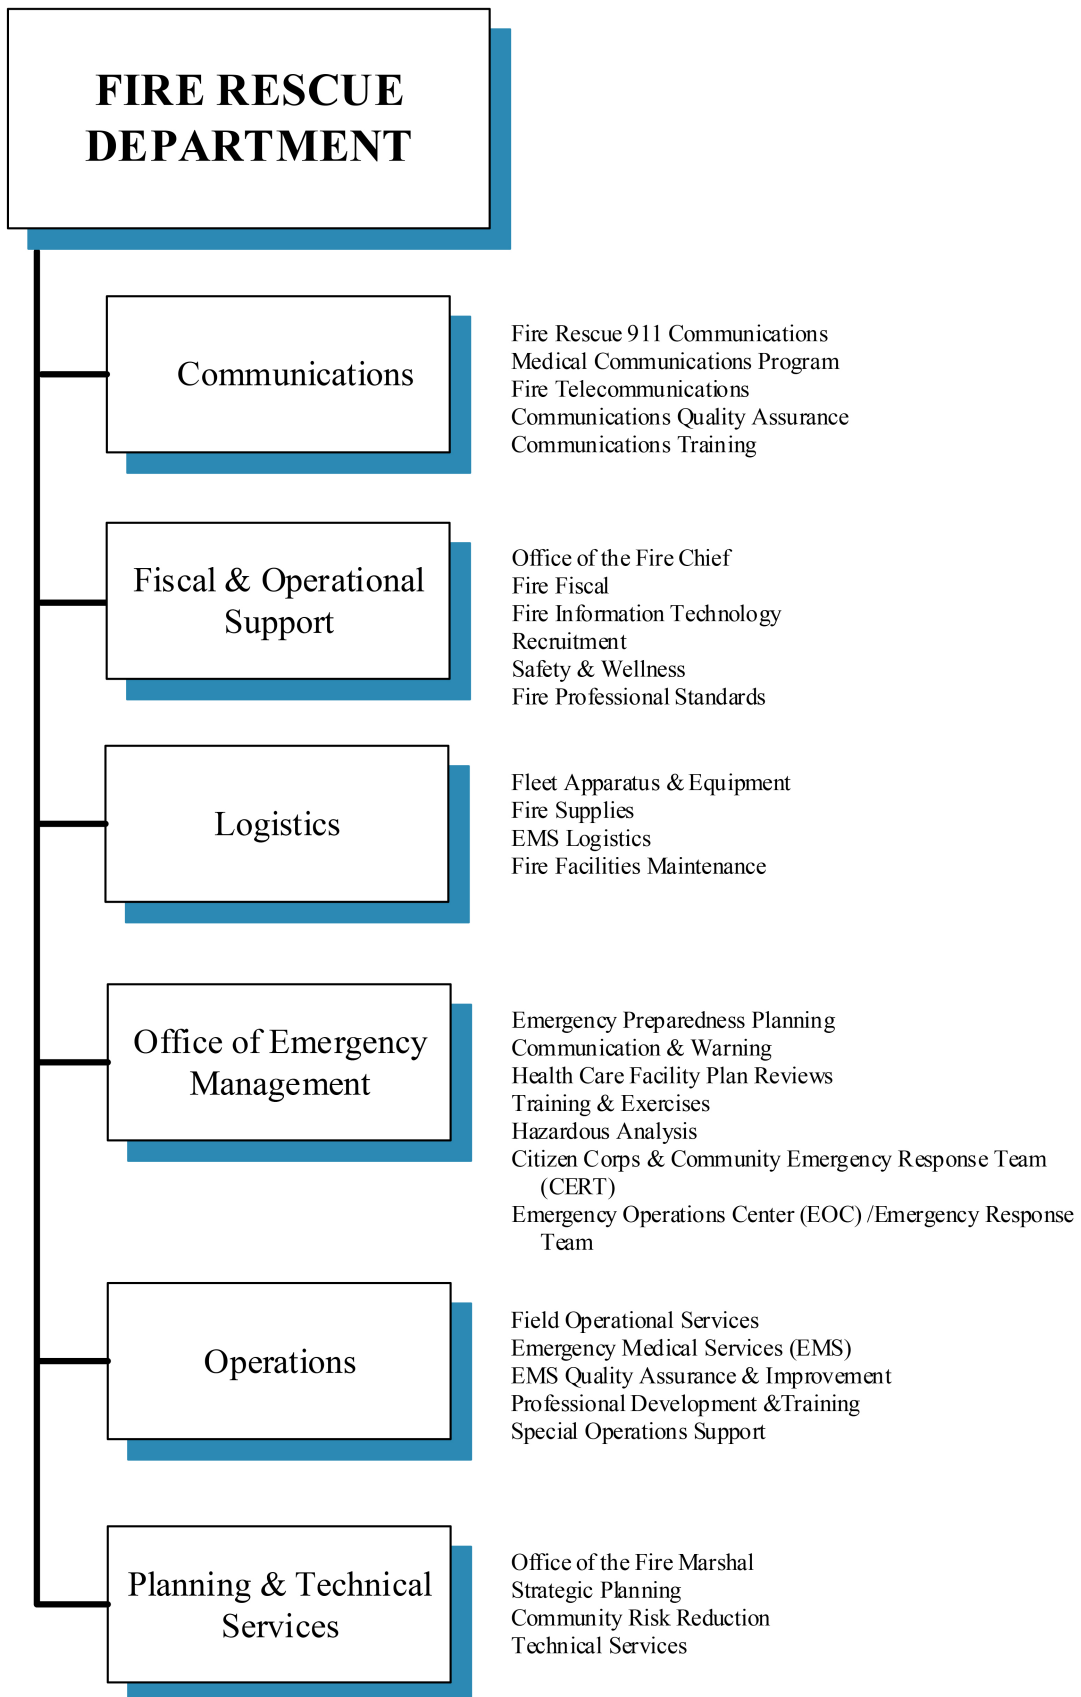 FIRE RESCUE
DEPARTMENT
Communications
Fire Rescue 911 Communications
Medical Communications Program
Fire Telecommunications
Communications Quality Assurance
Communications Training
Fiscal & Operational
Support
Office of the Fire Chief
Fire Fiscal
Fire Information Technology
Recruitment
Safety & Wellness
Fire Professional Standards
Logistics
Fleet Apparatus & Equipment
Fire Supplies
EMS Logistics
Fire Facilities Maintenance
Office of Emergency
Management
Emergency Preparedness Planning
Communication & Warning
Health Care Facility Plan Reviews
Training & Exercises
Hazardous Analysis
Citizen Corps & Community Emergency Response Team
(CERT)
Emergency Operations Center (EOC) /Emergency Response
Team
Operations
Field Operational Services
Emergency Medical Services (EMS)
EMS Quality Assurance & Improvement
Professional Development &Training
Special Operations Support
Planning & Technical
Services
Office of the Fire Marshal
Strategic Planning
Community Risk Reduction
Technical Services